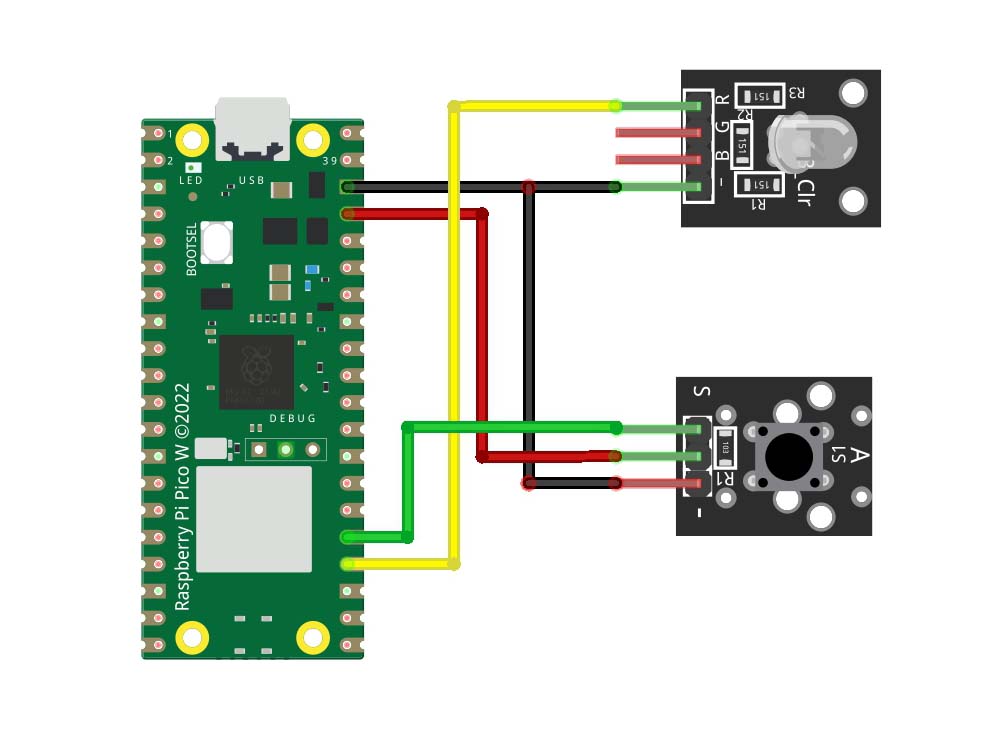 1
2
39
LED
USB
BOOTSEL
DEBUG
Raspberry Pi Pico W ©2022
R
G
B
-
151
R3
151
151
R1
Clr
S
-
103
R1
S1
A